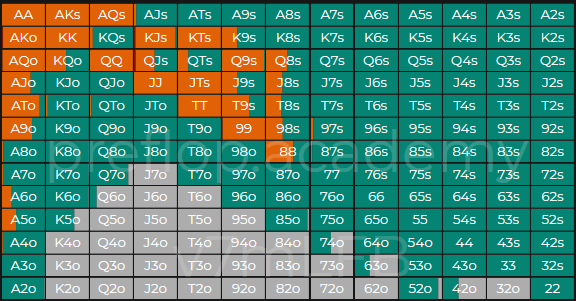 AA AKs AQs AJs ATs A9s A8s A7s A6s A5s A4s A3s A2s
AKo KK KQs KJs KTs K9s K8s K7s K6s K5s K4s K3s K2s
AQo KQo QQ QJs QTs Q9s Q8s Q7s Q6s Q5s Q4s Q3s Q2s
AJo KJo QJo JJ JTs J9s J8s J7s J6s J5s J4s J3s J2s
ATo KTo QTo JTo TT T9s T8s T7s T6s T5s T4s T3s T2s
A9o K9o Q9o J9o T9o 99 98s 97s 96s 95s 94s 93s 92s
A8o K8o Q8o J8o T8o 98o 88 87s 86s 85s 84s 83s 82s
preflop.academy
A7o K7o Q7o J7o T7o 97o 87o 77 76s 75s 74s 73s 72s
A6o K6o Q6o J6o T6o 96o 86o 76o 66 65s 64s 63s 62s
A5o K5o Q5o J5o T5o 95o 85o 75o 65o 55 54s 53s 52s
A4o K4o Q4o J4o T4o 94o 84o 74o 64o 54o 44 43s 42s
A3o K3o Q3o J3o T3o 93o 83o 73o 63o 53o 43o 33 32s
A2o K2o Q2o J2o T2o 92o 82o 72o 62o 52o 42o 32o 22